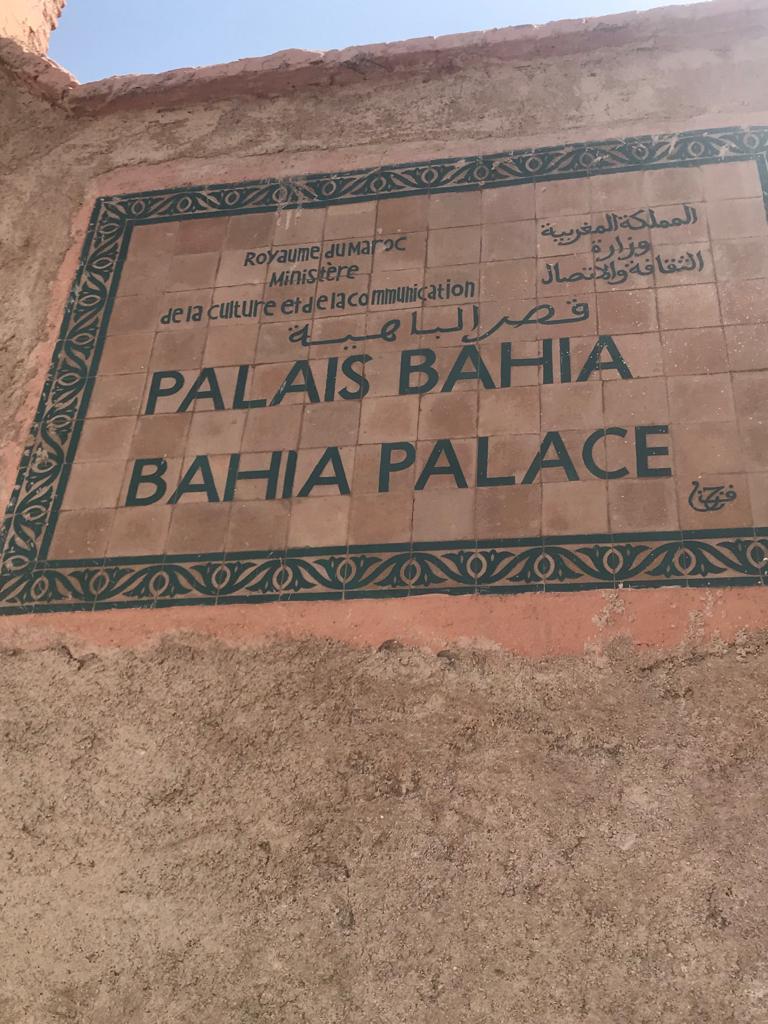 Royaume du Maroc
Ministère
de la culture et de la communication
المملكة المغربية
وزارة
الثقافة والاتصال
قصر الباهية
PALAIS BAHIA
BAHIA PALACE